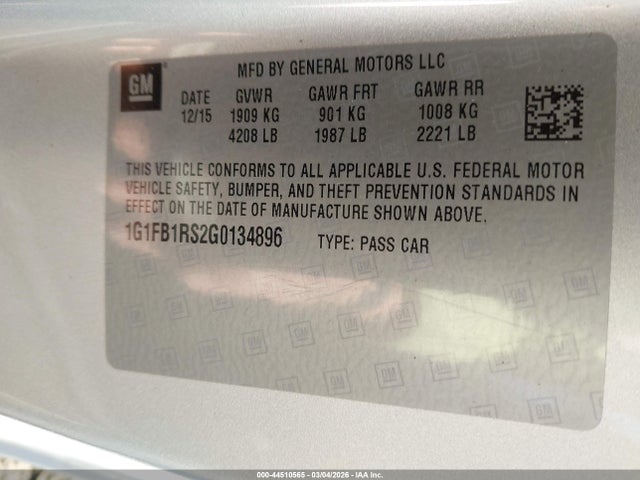 GM
MFD BY GENERAL MOTORS LLC
DATE GVWR GAWR FRT GAWR RR
12/15 1909 KG 901 KG 1008 KG
4208 LB 1987 LB 2221 LB
THIS VEHICLE CONFORMS TO ALL APPLICABLE U.S. FEDERAL MOTOR
VEHICLE SAFETY, BUMPER, AND THEFT PREVENTION STANDARDS IN
EFFECT ON THE DATE OF MANUFACTURE SHOWN ABOVE.
1G1FB1RS2G0134896 TYPE: PASS CAR
000-44510565 - 03/04/2026 - IAA Inc.